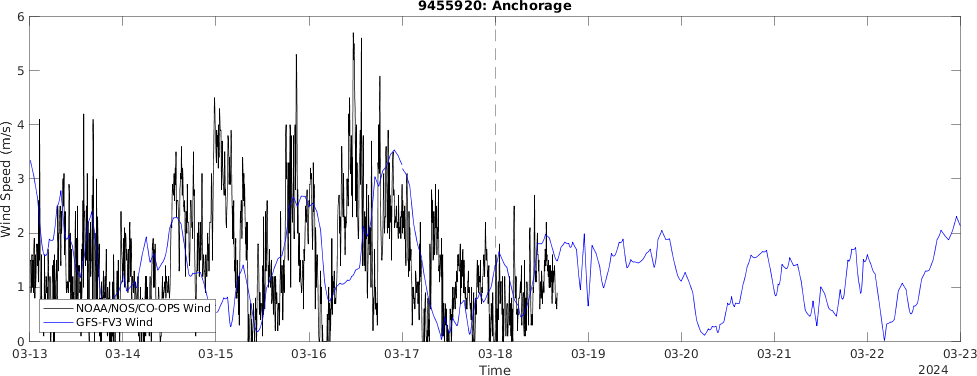 9455920: Anchorage
6
5
4
3
2
1
0
Wind Speed (m/s)
NOAA/NOS/CO-OPS Wind
GFS-FV3 Wind
03-13 03-14 03-15 03-16 03-17 03-18 03-19 03-20 03-21 03-22 03-23
Time
2024